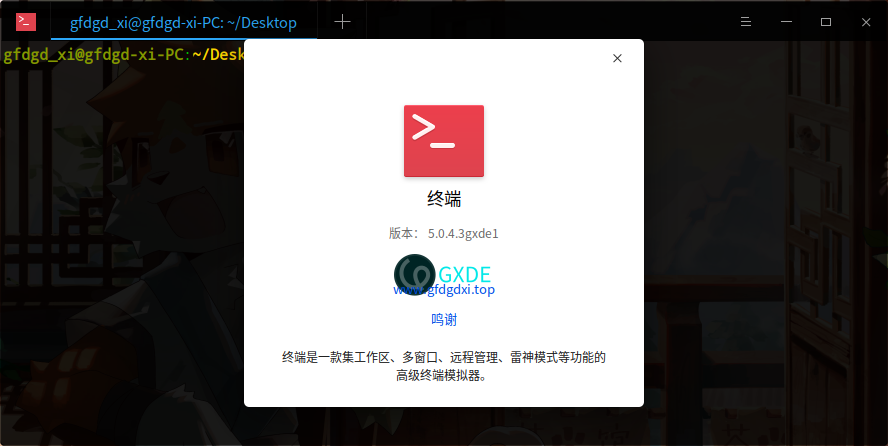 gfdgd_xi@gfdgd-xi-PC: ~/Desktop
gfdgd_xi@gfdgd-xi-PC:~/Desk
>_
终端
版本： 5.0.4.3gxde1
GXDE
www.gfdgdxi.top
鸣谢
终端是一款集工作区、多窗口、远程管理、雷神模式等功能的
高级终端模拟器。